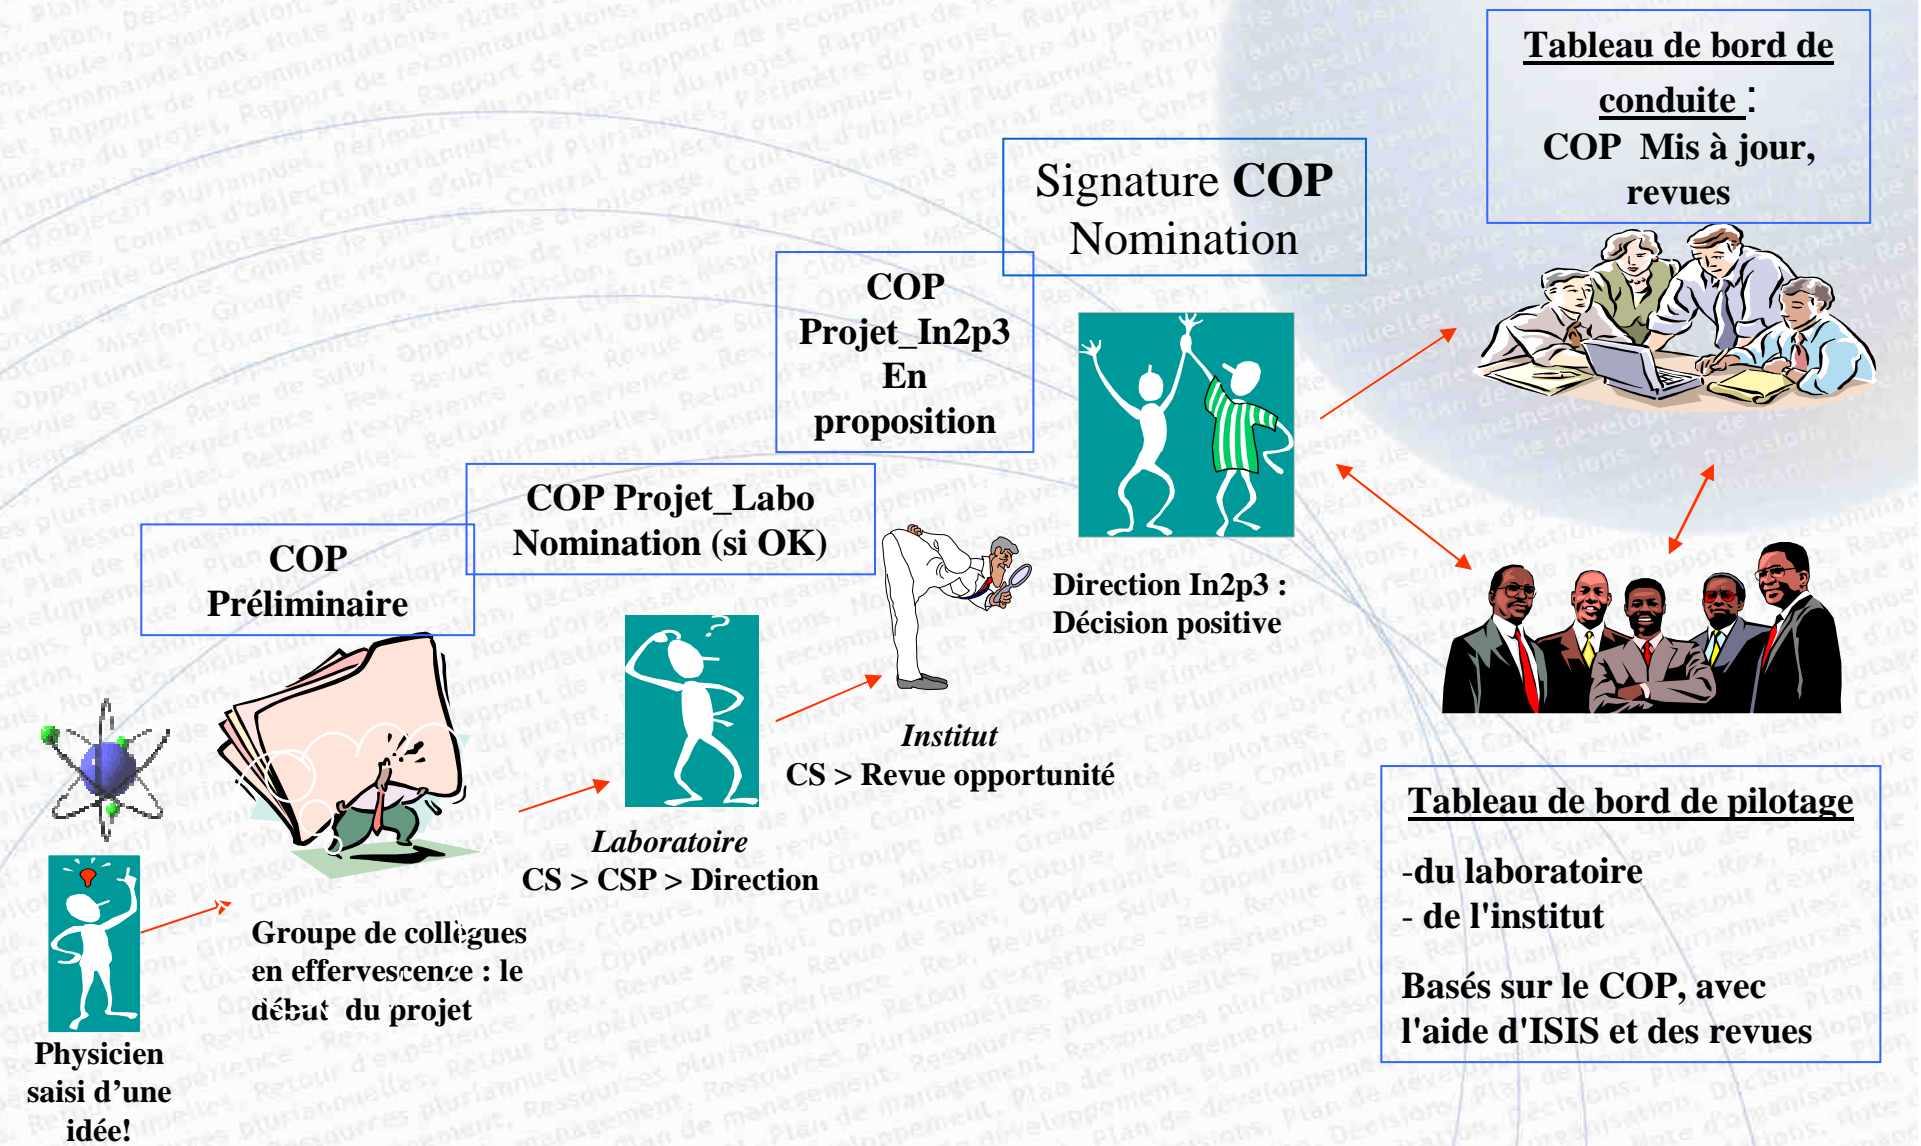 Tableau de bord de
conduite :
COP Mis à jour,
revues
Signature COP
Nomination
COP
Projet_In2p3
En
proposition
COP Projet_Labo
Nomination (si OK)
COP
Préliminaire
Direction In2p3 :
Décision positive
Institut
CS > Revue opportunité
Laboratoire
CS > CSP > Direction
Groupe de collègues
en effervescence : le
début du projet
Physicien
saisi d’une
idée!
Tableau de bord de pilotage
-du laboratoire
- de l'institut
Basés sur le COP, avec
l'aide d'ISIS et des revues